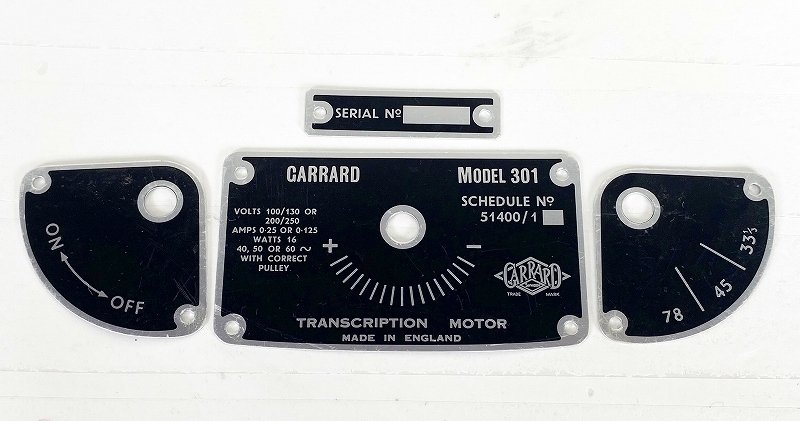 SERIAL Nº
GARRARD
MODEL 301
SCHEDULE Nº
51400/1
VOLTS 100/130 OR
200/250
AMPS 0·25 OR 0·125
WATTS 16
40, 50 OR 60 ~
WITH CORRECT
PULLEY
+
−
GARRARD
TRADE MARK
TRANSCRIPTION MOTOR
MADE IN ENGLAND
ON
OFF
78
45
33⅓